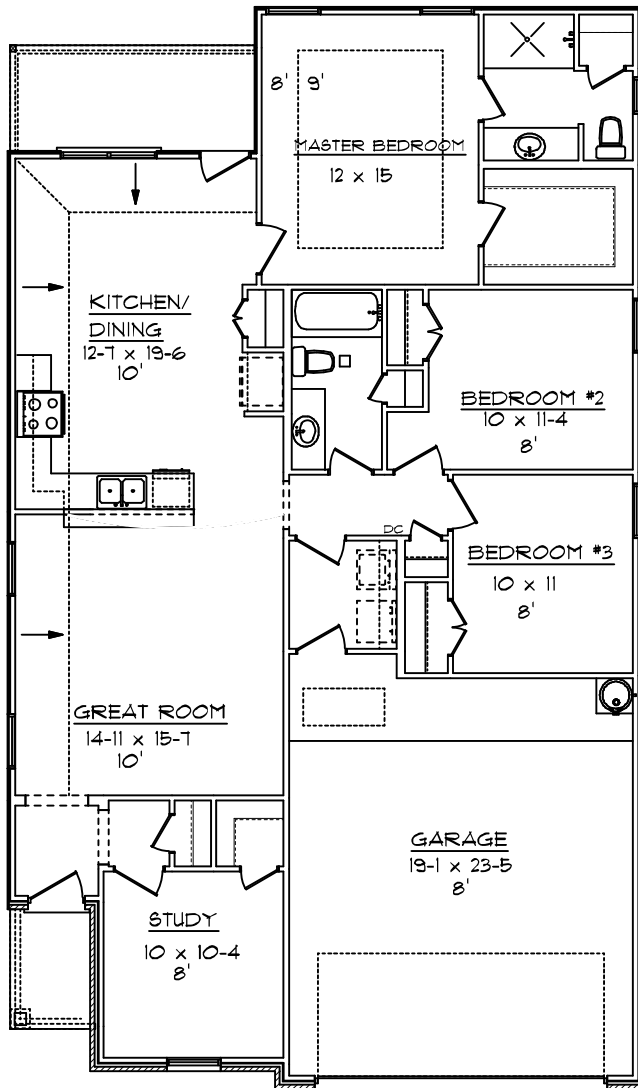 8' 9'
MASTER BEDROOM
12 x 15
KITCHEN/
DINING
12-7 x 19-6
10'
BEDROOM #2
10 x 11-4
8'
DC
BEDROOM #3
10 x 11
8'
GREAT ROOM
14-11 x 15-7
10'
GARAGE
19-1 x 23-5
8'
STUDY
10 x 10-4
8'